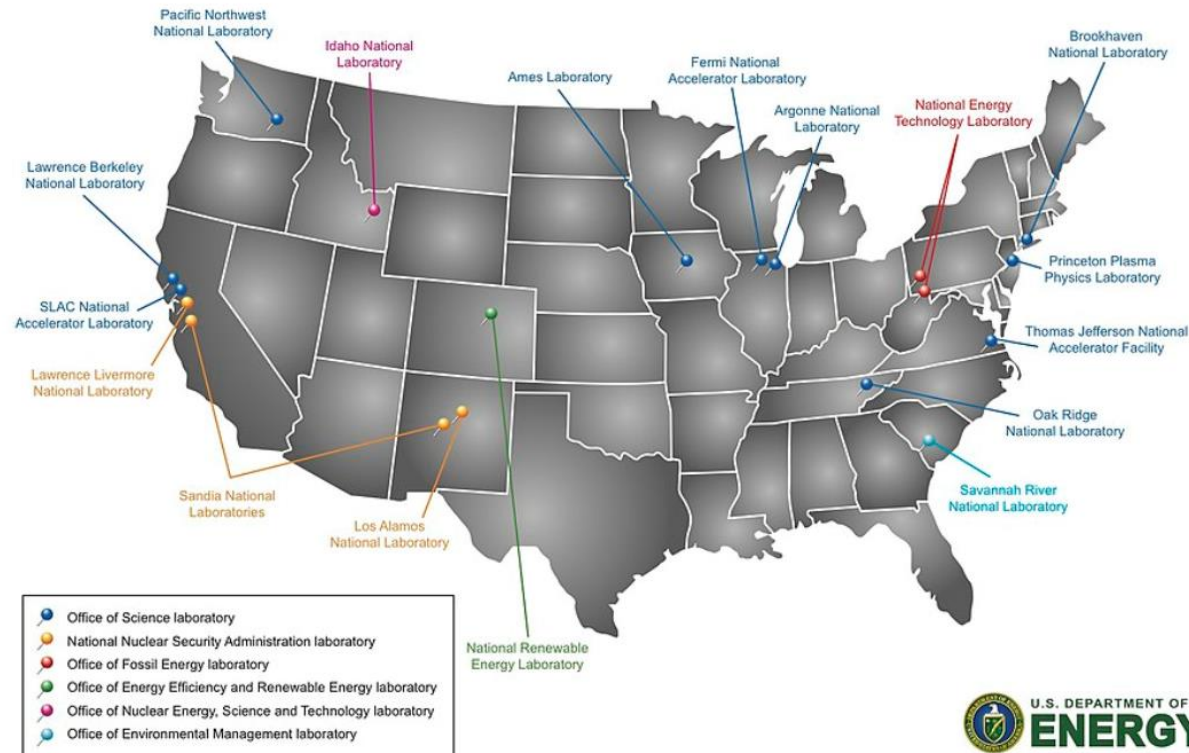 Pacific Northwest
National Laboratory
Idaho National
Laboratory
Ames Laboratory
Fermi National
Accelerator Laboratory
Argonne National
Laboratory
Brookhaven
National Laboratory
National Energy
Technology Laboratory
Lawrence Berkeley
National Laboratory
SLAC National
Accelerator Laboratory
Princeton Plasma
Physics Laboratory
Thomas Jefferson National
Accelerator Facility
Lawrence Livermore
National Laboratory
Oak Ridge
National Laboratory
Sandia National
Laboratories
Los Alamos
National Laboratory
Savannah River
National Laboratory
National Renewable
Energy Laboratory
Office of Science laboratory
National Nuclear Security Administration laboratory
Office of Fossil Energy laboratory
Office of Energy Efficiency and Renewable Energy laboratory
Office of Nuclear Energy, Science and Technology laboratory
Office of Environmental Management laboratory
U.S. DEPARTMENT OF
ENERGY